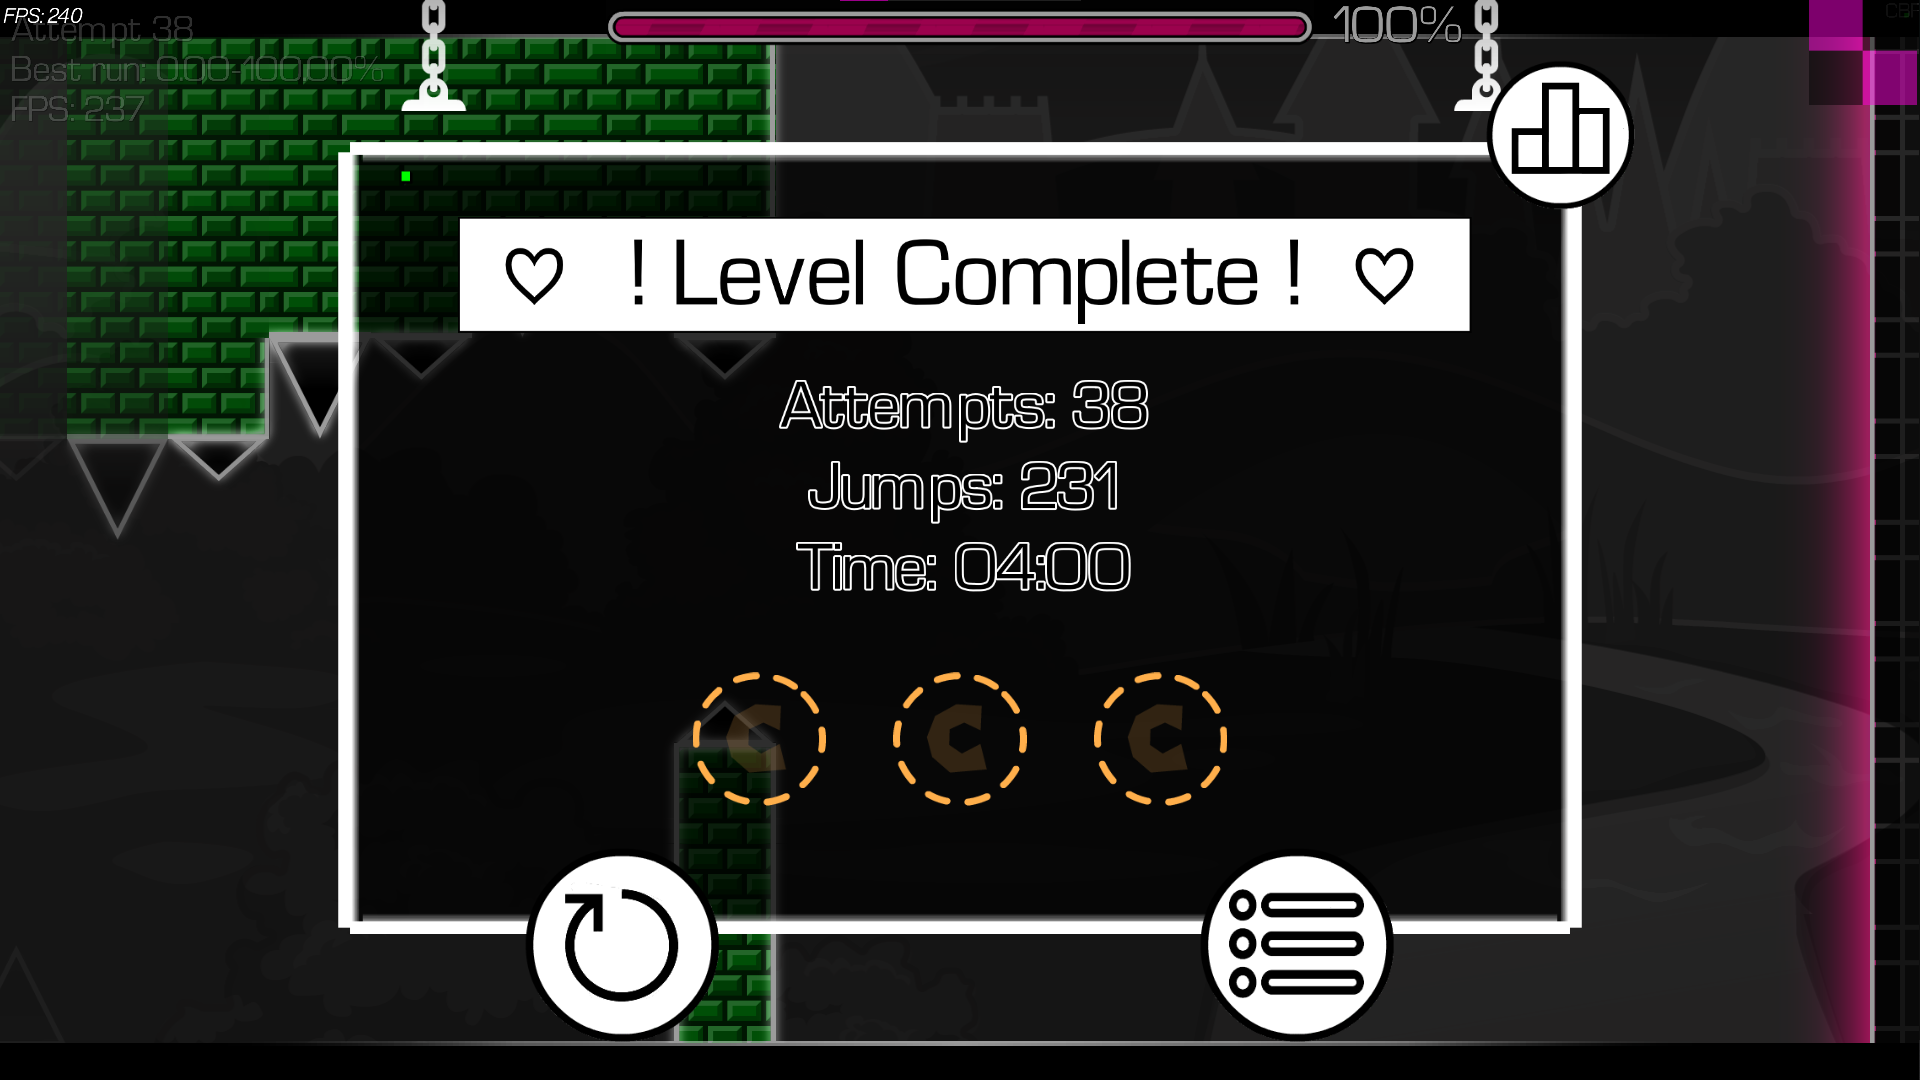 FPS: 240
Attempt 38
Best run: 0.00-100.00%
FPS: 237
100%
! Level Complete !
Attempts: 38
Jumps: 231
Time: 04:00
C C C